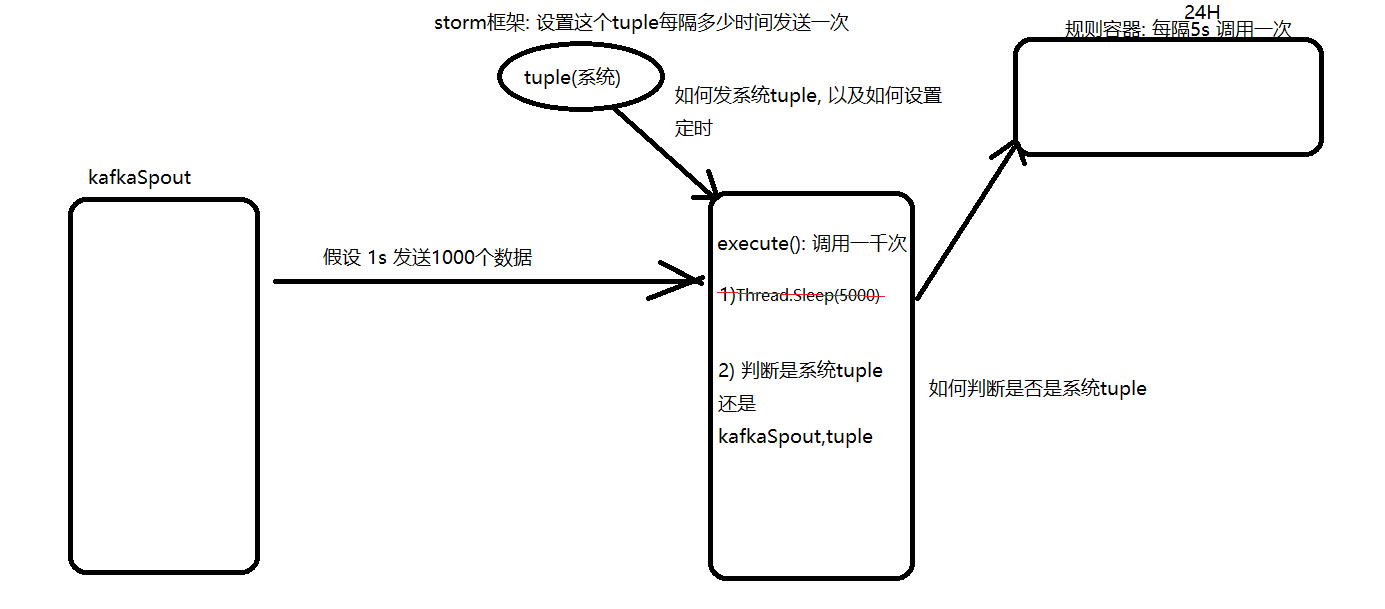 storm框架: 设置这个tuple每隔多少时间发送一次
24H
规则容器: 每隔5s 调用一次
tuple(系统)
如何发系统tuple, 以及如何设置
定时
kafkaSpout
假设 1s 发送1000个数据
execute(): 调用一千次
1)Thread.Sleep(5000)
2) 判断是系统tuple
还是
kafkaSpout,tuple
如何判断是否是系统tuple